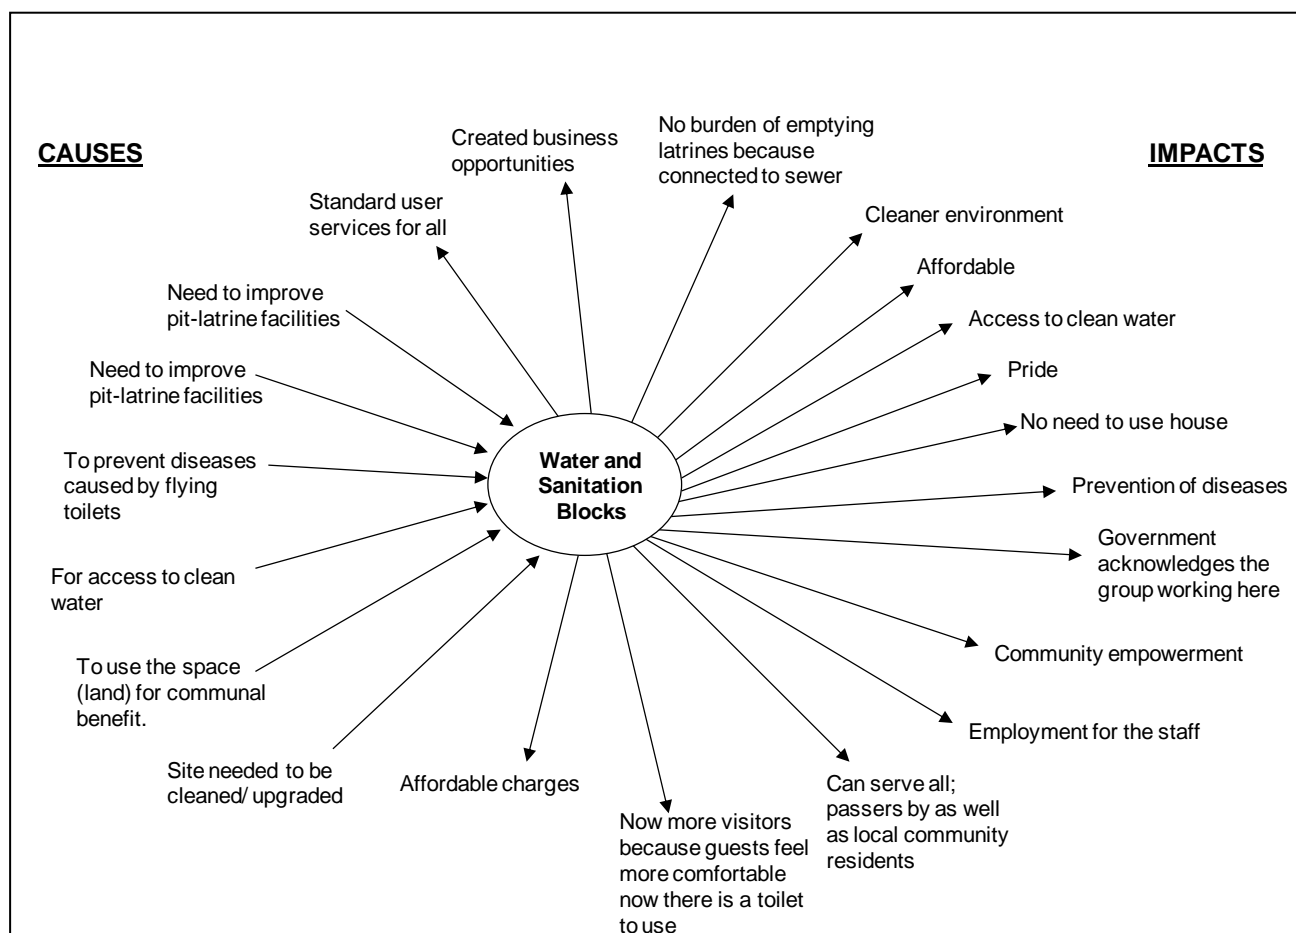 CAUSES
IMPACTS
Created business
opportunities
No burden of emptying
latrines because
connected to sewer
Standard user
services for all
Cleaner environment
Need to improve
pit-latrine facilities
Affordable
Access to clean water
Need to improve
pit-latrine facilities
Pride
No need to use house
To prevent diseases
caused by flying
toilets
Water and
Sanitation
Blocks
Prevention of diseases
For access to clean
water
Government
acknowledges the
group working here
To use the space
(land) for communal
benefit.
Community empowerment
Employment for the staff
Site needed to be
cleaned/ upgraded
Affordable charges
Can serve all;
passers by as well
as local community
residents
Now more visitors
because guests feel
more comfortable
now there is a toilet
to use